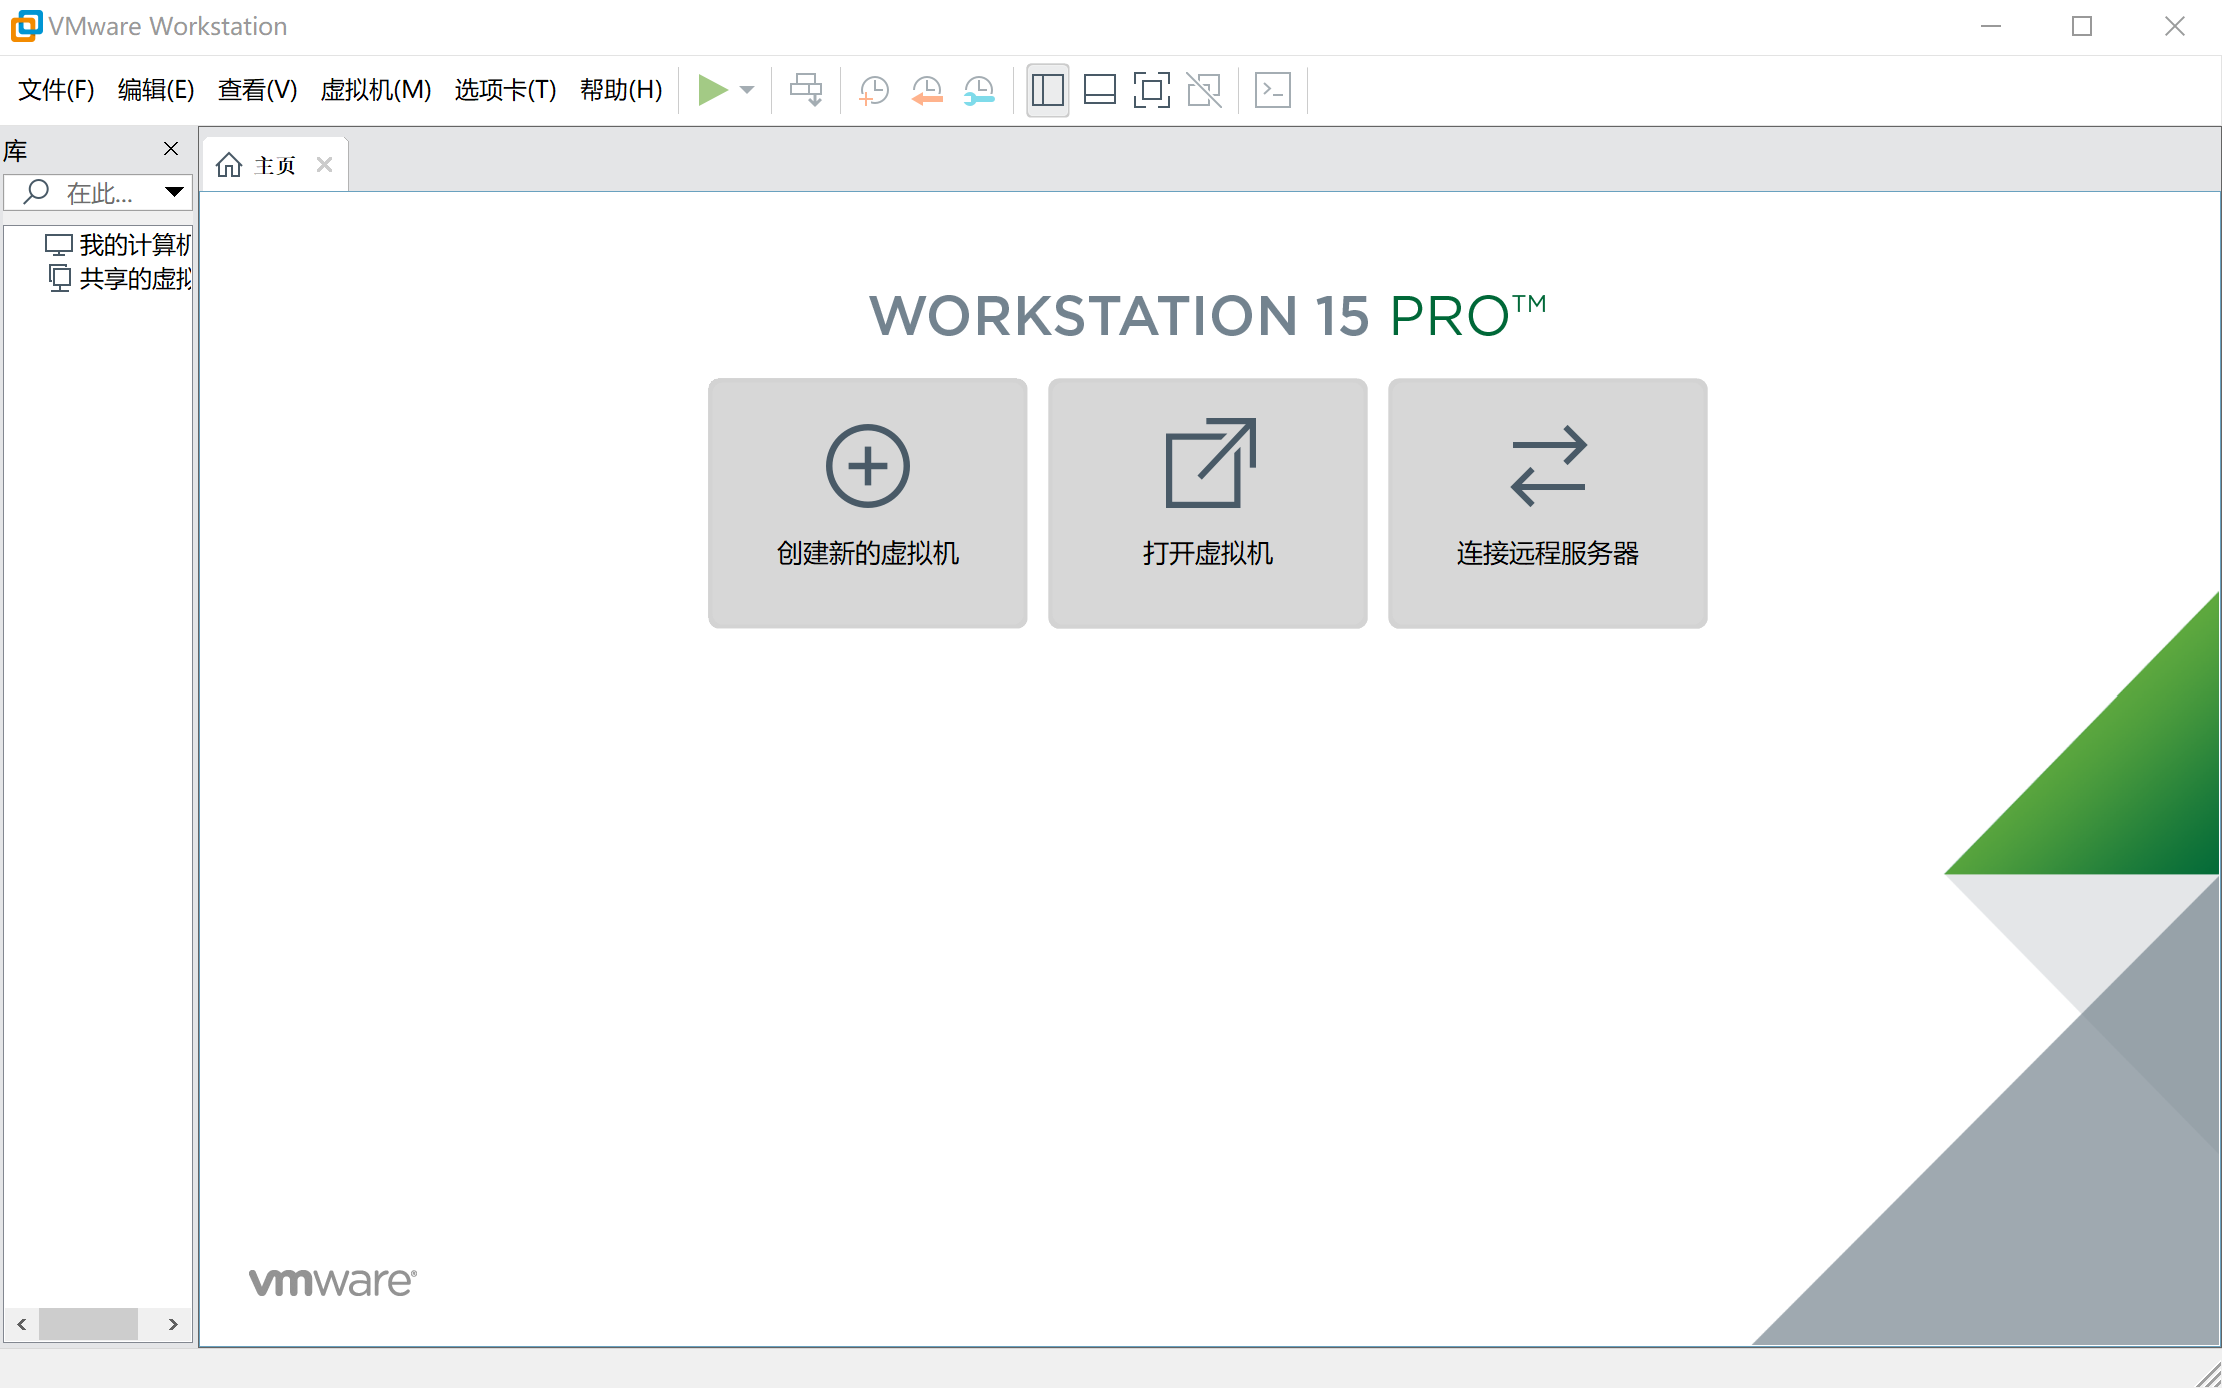 VMware Workstation
文件(F) 编辑(E) 查看(V) 虚拟机(M) 选项卡(T) 帮助(H)
库
主页
在此...
我的计算机
共享的虚拟
WORKSTATION 15 PRO™
创建新的虚拟机
打开虚拟机
连接远程服务器
vmware®